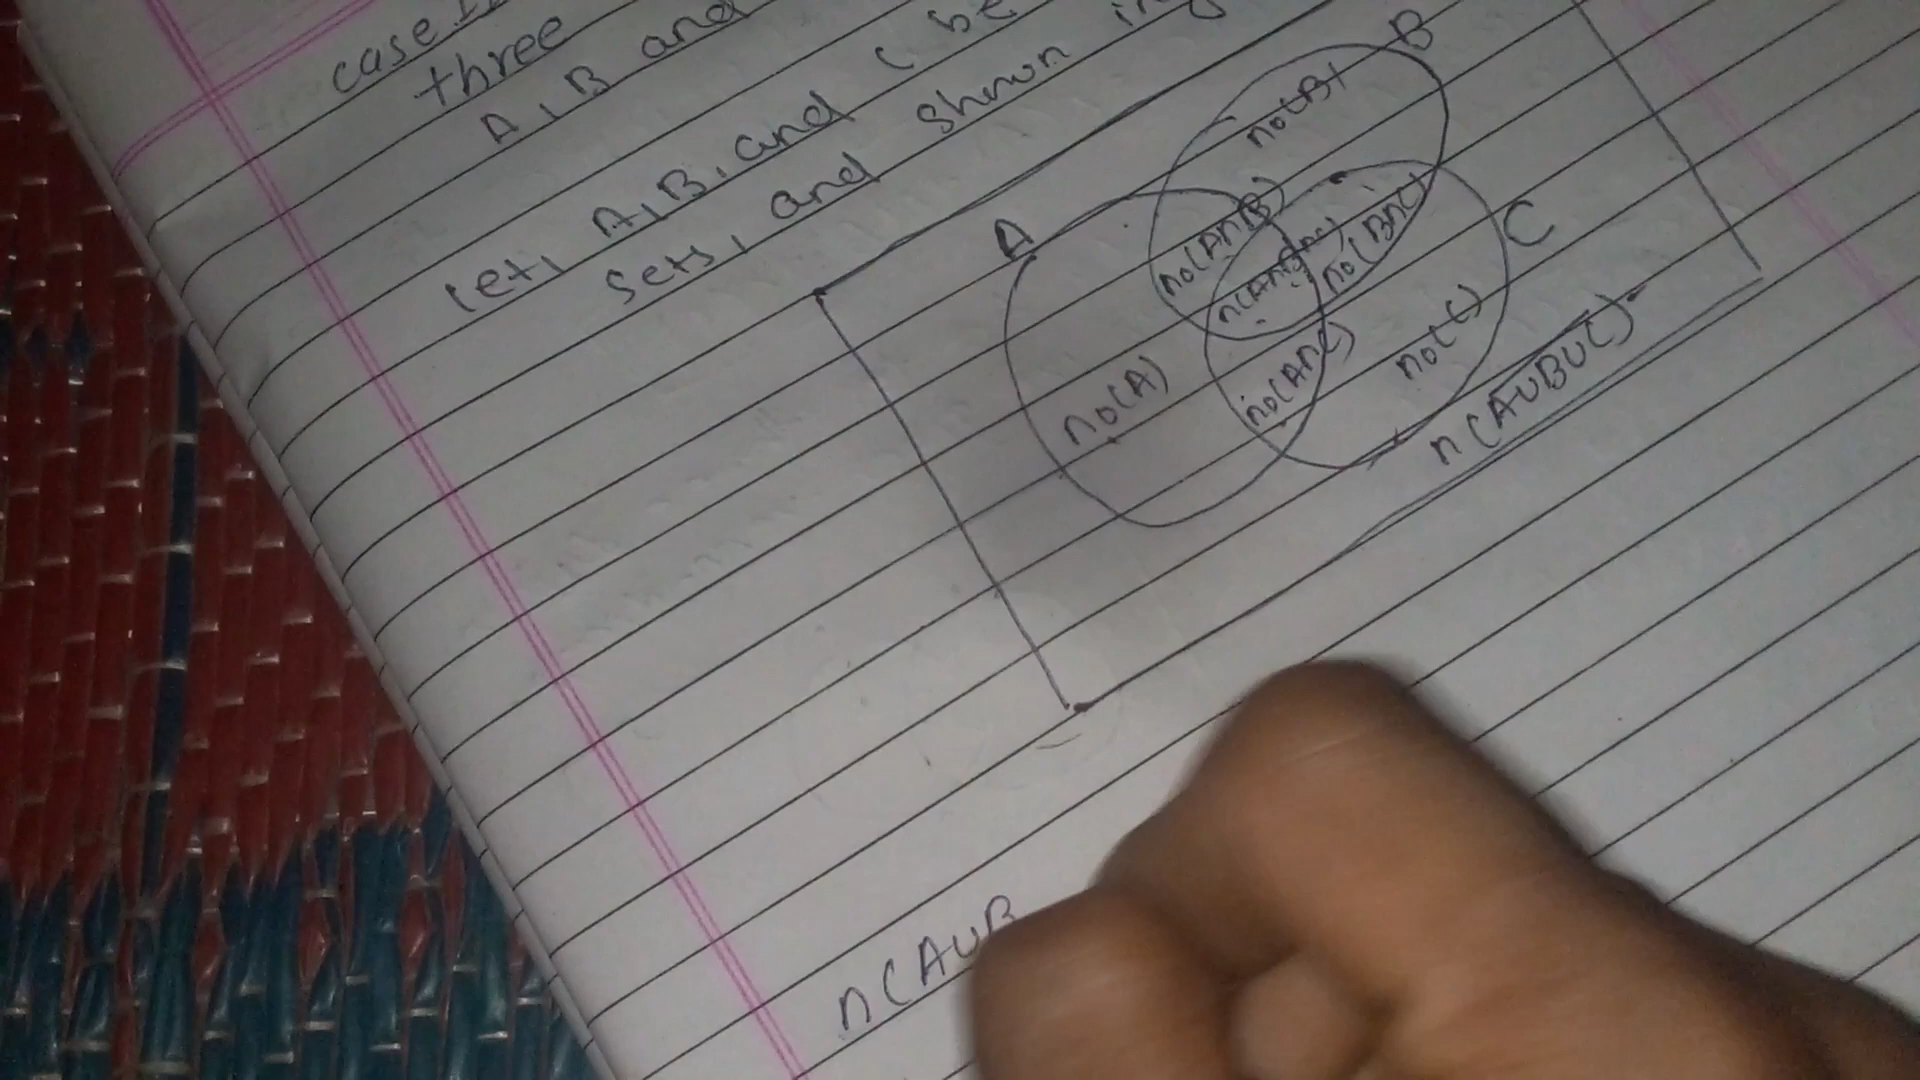 case
three
A, B and
let, A, B, and C be
sets, and shown in
A
B
C
no(B)
no(A∩B)
no(B∩C)
n(A∩B∩C)
no(A)
no(A∩C)
no(C)
n(A∪B∪C)
n(A∪B